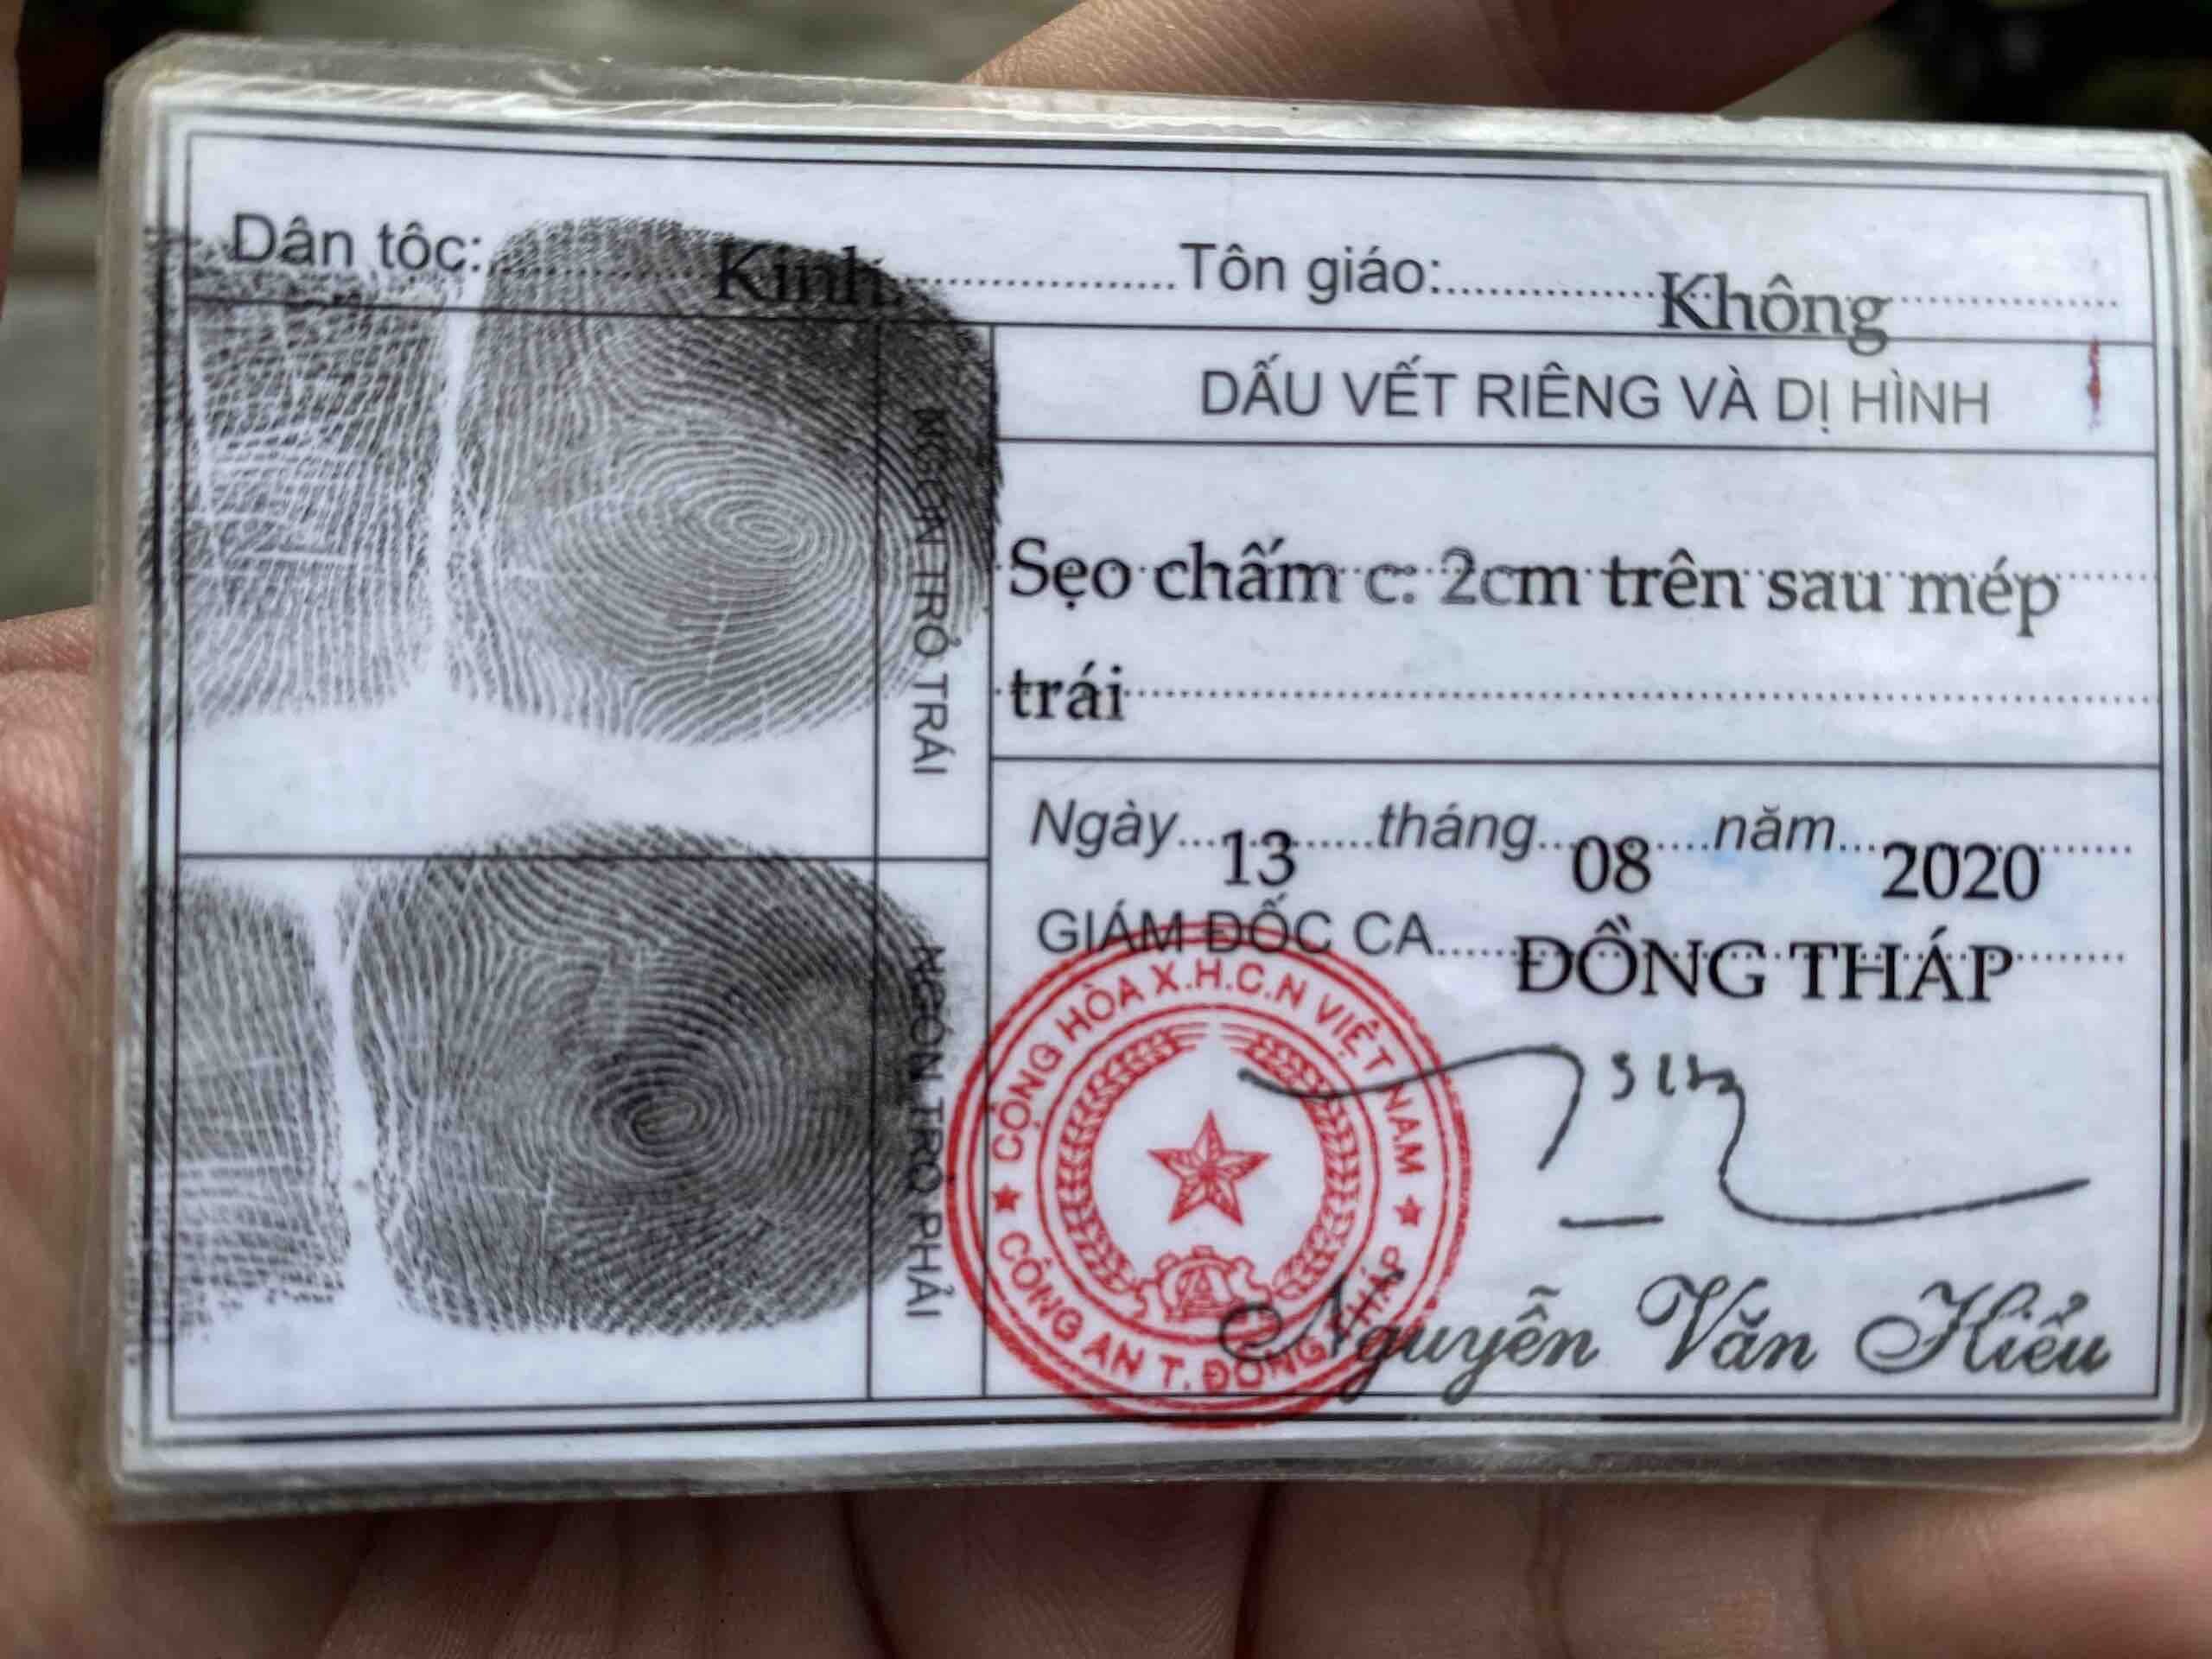 Dân tộc: Kinh Tôn giáo: Không
NGÓN TRỎ TRÁI
DẤU VẾT RIÊNG VÀ DỊ HÌNH
Sẹo chấm c: 2cm trên sau mép
trái
NGÓN TRỎ PHẢI
Ngày 13 tháng 08 năm 2020
GIÁM ĐỐC CA ĐỒNG THÁP
CỘNG HÒA X.H.C.N VIỆT NAM
CÔNG AN T. ĐỒNG THÁP
Nguyễn Văn Hiểu